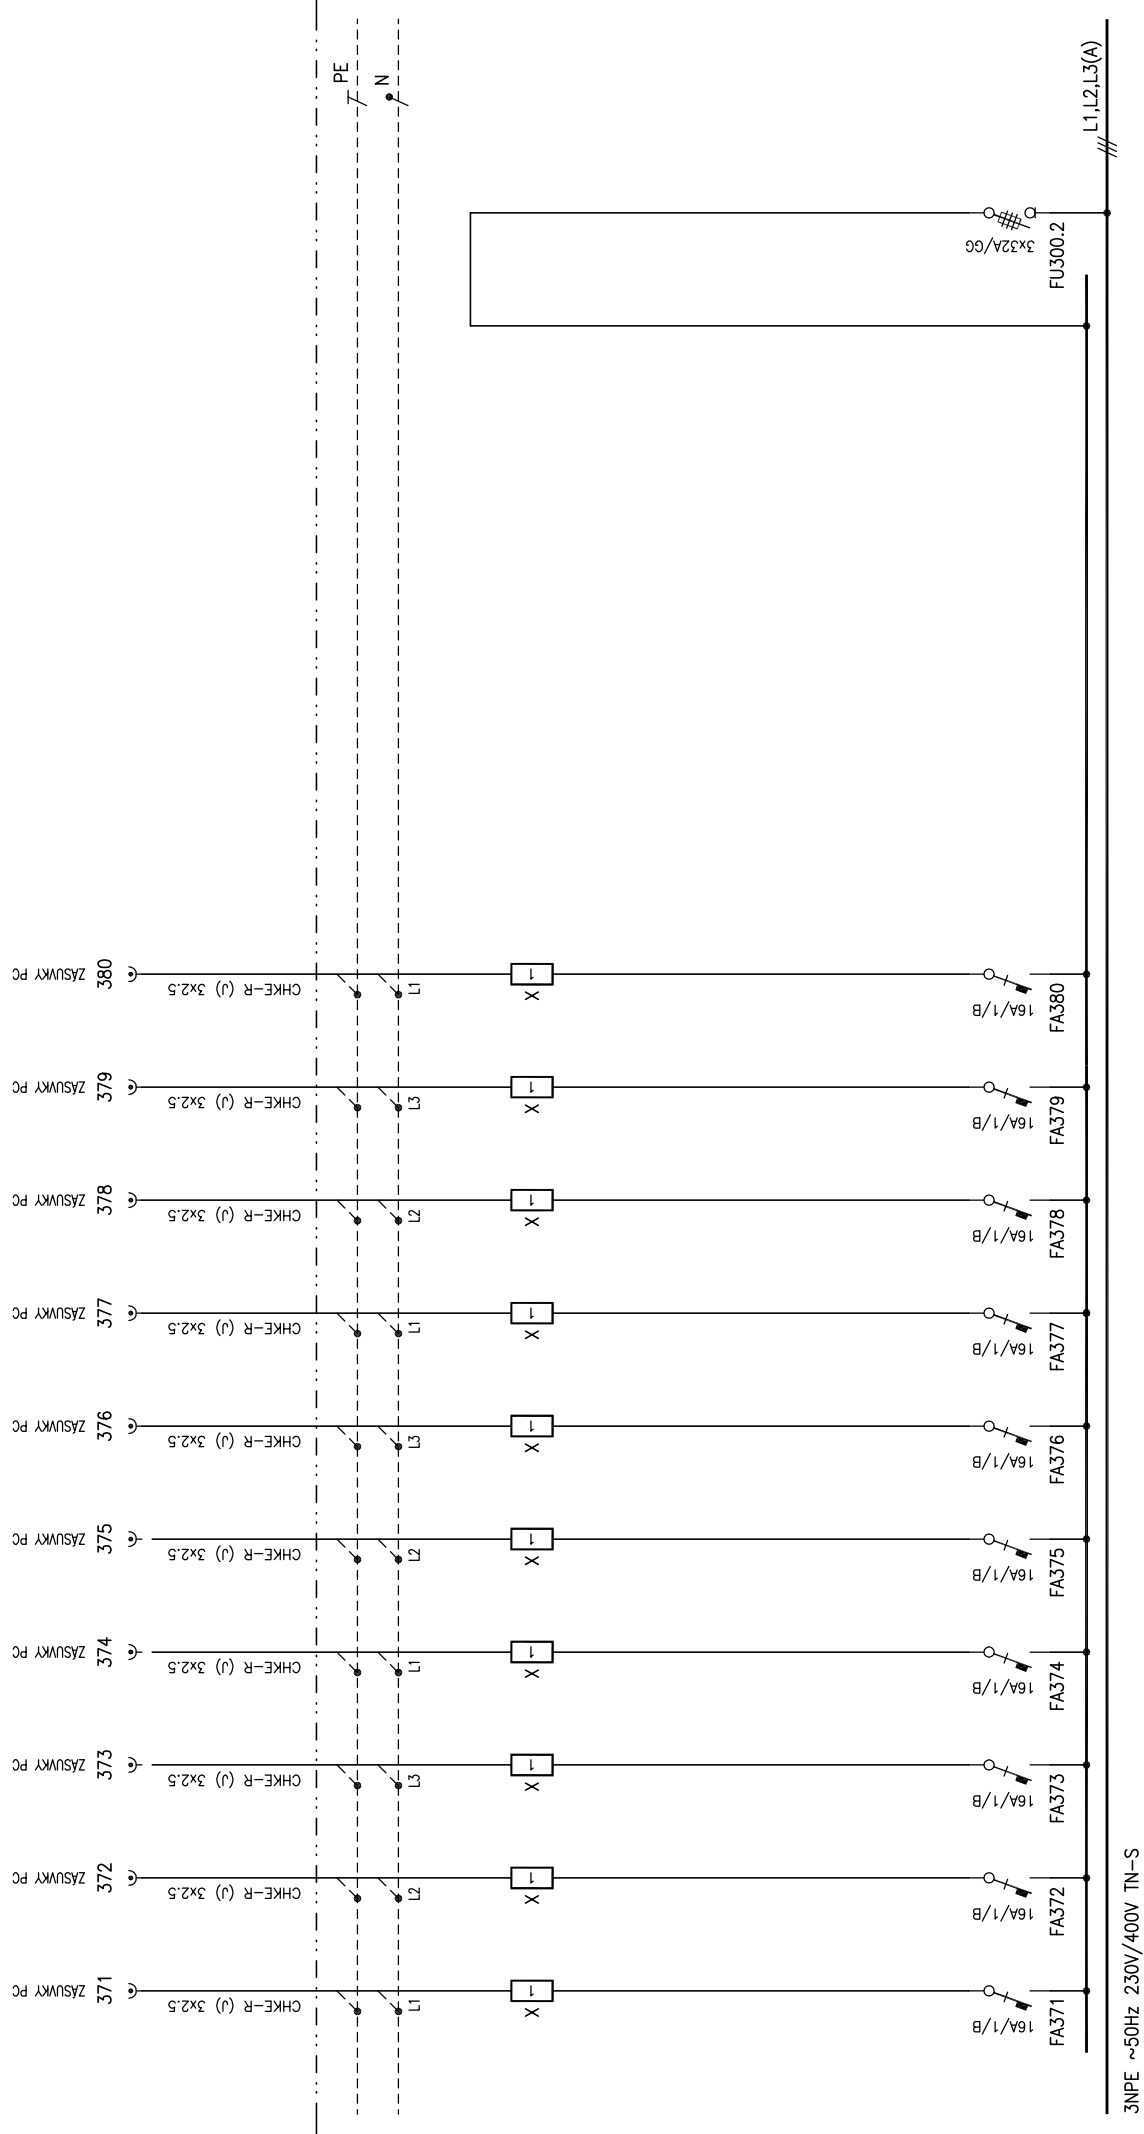 PE
N
L1,L2,L3(A)
3x32A/GG
FU300.2
ZÁSUVKY PC
380
CHKE-R (J) 3x2.5
L1
1
X
16A/1/B
FA380
ZÁSUVKY PC
379
CHKE-R (J) 3x2.5
L3
1
X
16A/1/B
FA379
ZÁSUVKY PC
378
CHKE-R (J) 3x2.5
L2
1
X
16A/1/B
FA378
ZÁSUVKY PC
377
CHKE-R (J) 3x2.5
L1
1
X
16A/1/B
FA377
ZÁSUVKY PC
376
CHKE-R (J) 3x2.5
L3
1
X
16A/1/B
FA376
ZÁSUVKY PC
375
CHKE-R (J) 3x2.5
L2
1
X
16A/1/B
FA375
ZÁSUVKY PC
374
CHKE-R (J) 3x2.5
L1
1
X
16A/1/B
FA374
ZÁSUVKY PC
373
CHKE-R (J) 3x2.5
L3
1
X
16A/1/B
FA373
ZÁSUVKY PC
372
CHKE-R (J) 3x2.5
L2
1
X
16A/1/B
FA372
ZÁSUVKY PC
371
CHKE-R (J) 3x2.5
L1
1
X
16A/1/B
FA371
3NPE ~50Hz 230V/400V TN-S